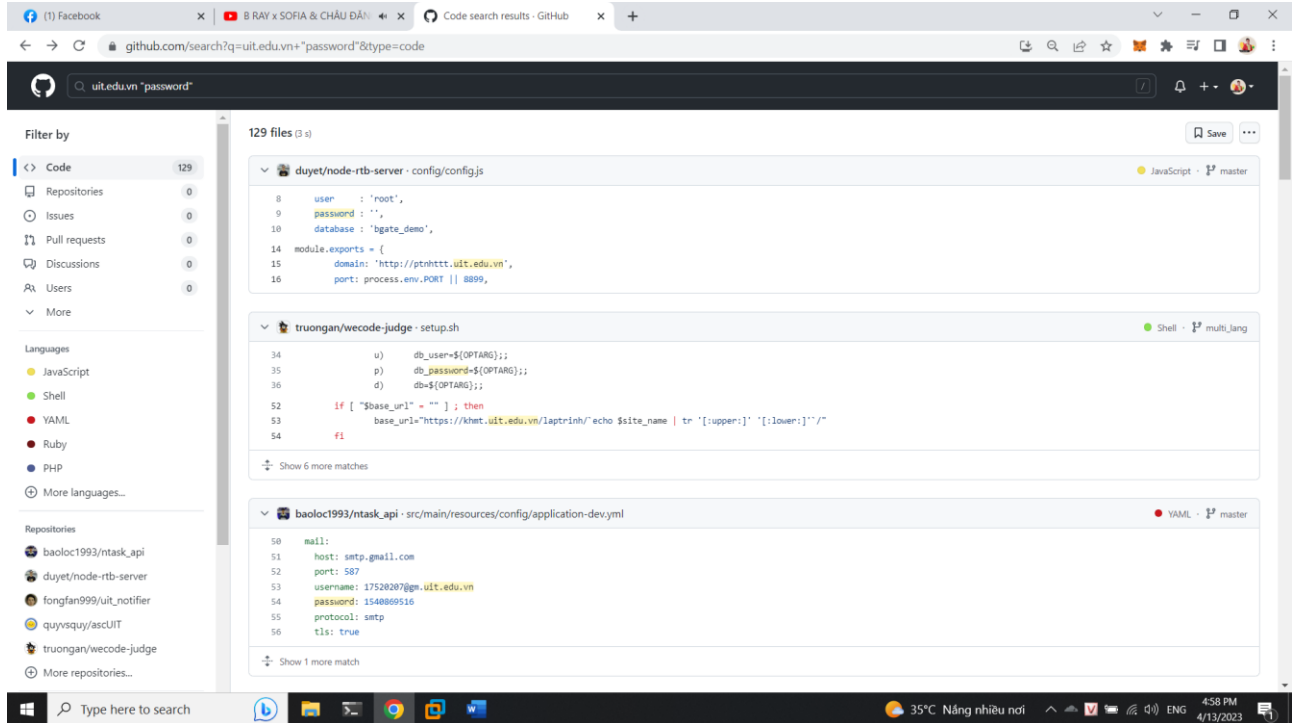 (1) Facebook
B RAY x SOFIA & CHÂU ĐĂN
Code search results · GitHub
github.com/search?q=uit.edu.vn+"password"&type=code
uit.edu.vn "password"
/
Filter by
Code 129
Repositories 0
Issues 0
Pull requests 0
Discussions 0
Users 0
More
Languages
JavaScript
Shell
YAML
Ruby
PHP
More languages...
Repositories
baoloc1993/ntask_api
duyet/node-rtb-server
fongfan999/uit_notifier
quyvsquy/ascUIT
truongan/wecode-judge
More repositories...
129 files (3 s)
Save
duyet/node-rtb-server · config/config.js
JavaScript · master
8 user : 'root',
9 password : '',
10 database : 'bgate_demo',
14 module.exports = {
15 domain: 'http://ptnhttt.uit.edu.vn',
16 port: process.env.PORT || 8899,
truongan/wecode-judge · setup.sh
Shell · multi_lang
34 u) db_user=${OPTARG};;
35 p) db_password=${OPTARG};;
36 d) db=${OPTARG};;
52 if [ "$base_url" = "" ] ; then
53 base_url="https://khmt.uit.edu.vn/laptrinh/`echo $site_name | tr '[:upper:]' '[:lower:]'`/"
54 fi
Show 6 more matches
baoloc1993/ntask_api · src/main/resources/config/application-dev.yml
YAML · master
50 mail:
51 host: smtp.gmail.com
52 port: 587
53 username: 17520207@gm.uit.edu.vn
54 password: 1540869516
55 protocol: smtp
56 tls: true
Show 1 more match
Type here to search
35°C Nắng nhiều nơi
V
ENG
4:58 PM
4/13/2023